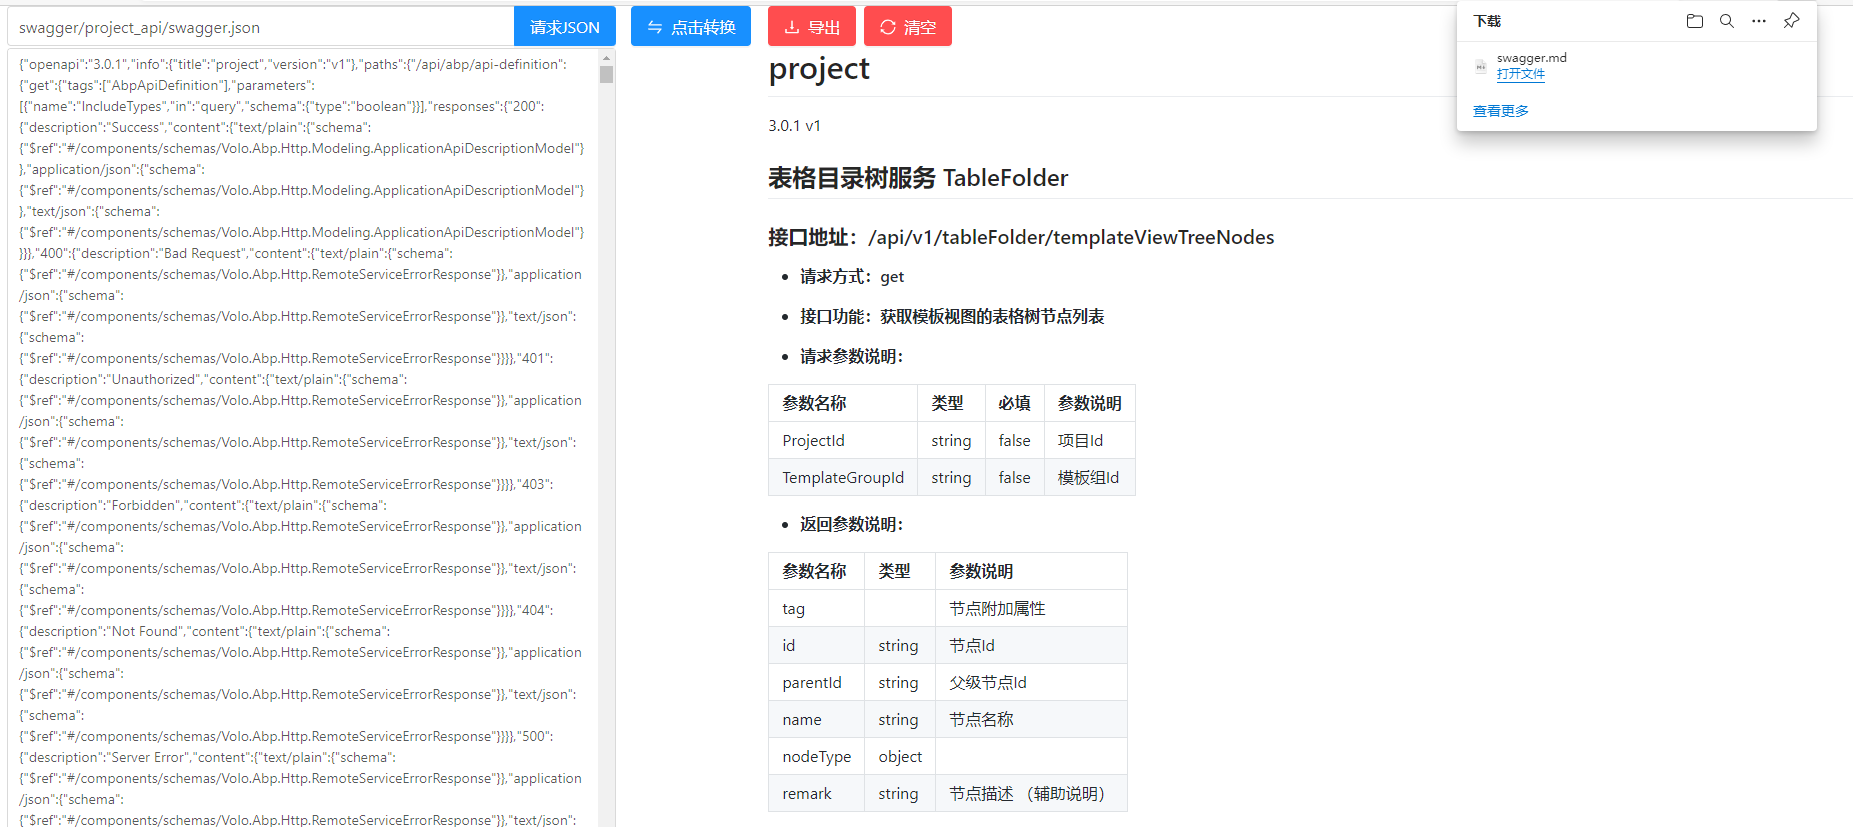 swagger/project_api/swagger.json
请求JSON
点击转换
导出
清空
{"openapi":"3.0.1","info":{"title":"project","version":"v1"},"paths":{"/api/abp/api-definition":
{"get":{"tags":["AbpApiDefinition"],"parameters":
[{"name":"IncludeTypes","in":"query","schema":{"type":"boolean"}}],"responses":{"200":
{"description":"Success","content":{"text/plain":{"schema":
{"$ref":"#/components/schemas/Volo.Abp.Http.Modeling.ApplicationApiDescriptionModel"}
},"application/json":{"schema":
{"$ref":"#/components/schemas/Volo.Abp.Http.Modeling.ApplicationApiDescriptionModel"}
},"text/json":{"schema":
{"$ref":"#/components/schemas/Volo.Abp.Http.Modeling.ApplicationApiDescriptionModel"}
}}},"400":{"description":"Bad Request","content":{"text/plain":{"schema":
{"$ref":"#/components/schemas/Volo.Abp.Http.RemoteServiceErrorResponse"}},"application
/json":{"schema":
{"$ref":"#/components/schemas/Volo.Abp.Http.RemoteServiceErrorResponse"}},"text/json":
{"schema":
{"$ref":"#/components/schemas/Volo.Abp.Http.RemoteServiceErrorResponse"}}}},"401":
{"description":"Unauthorized","content":{"text/plain":{"schema":
{"$ref":"#/components/schemas/Volo.Abp.Http.RemoteServiceErrorResponse"}},"application
/json":{"schema":
{"$ref":"#/components/schemas/Volo.Abp.Http.RemoteServiceErrorResponse"}},"text/json":
{"schema":
{"$ref":"#/components/schemas/Volo.Abp.Http.RemoteServiceErrorResponse"}}}},"403":
{"description":"Forbidden","content":{"text/plain":{"schema":
{"$ref":"#/components/schemas/Volo.Abp.Http.RemoteServiceErrorResponse"}},"application
/json":{"schema":
{"$ref":"#/components/schemas/Volo.Abp.Http.RemoteServiceErrorResponse"}},"text/json":
{"schema":
{"$ref":"#/components/schemas/Volo.Abp.Http.RemoteServiceErrorResponse"}}}},"404":
{"description":"Not Found","content":{"text/plain":{"schema":
{"$ref":"#/components/schemas/Volo.Abp.Http.RemoteServiceErrorResponse"}},"application
/json":{"schema":
{"$ref":"#/components/schemas/Volo.Abp.Http.RemoteServiceErrorResponse"}},"text/json":
{"schema":
{"$ref":"#/components/schemas/Volo.Abp.Http.RemoteServiceErrorResponse"}}}},"500":
{"description":"Server Error","content":{"text/plain":{"schema":
{"$ref":"#/components/schemas/Volo.Abp.Http.RemoteServiceErrorResponse"}},"application
/json":{"schema":
{"$ref":"#/components/schemas/Volo.Abp.Http.RemoteServiceErrorResponse"}},"text/json":
project
3.0.1 v1
表格目录树服务 TableFolder
接口地址：/api/v1/tableFolder/templateViewTreeNodes
• 请求方式：get
• 接口功能：获取模板视图的表格树节点列表
• 请求参数说明：
参数名称 类型 必填 参数说明
ProjectId string false 项目Id
TemplateGroupId string false 模板组Id
• 返回参数说明：
参数名称 类型 参数说明
tag 节点附加属性
id string 节点Id
parentId string 父级节点Id
name string 节点名称
nodeType object
remark string 节点描述 （辅助说明）
下载
swagger.md
打开文件
查看更多